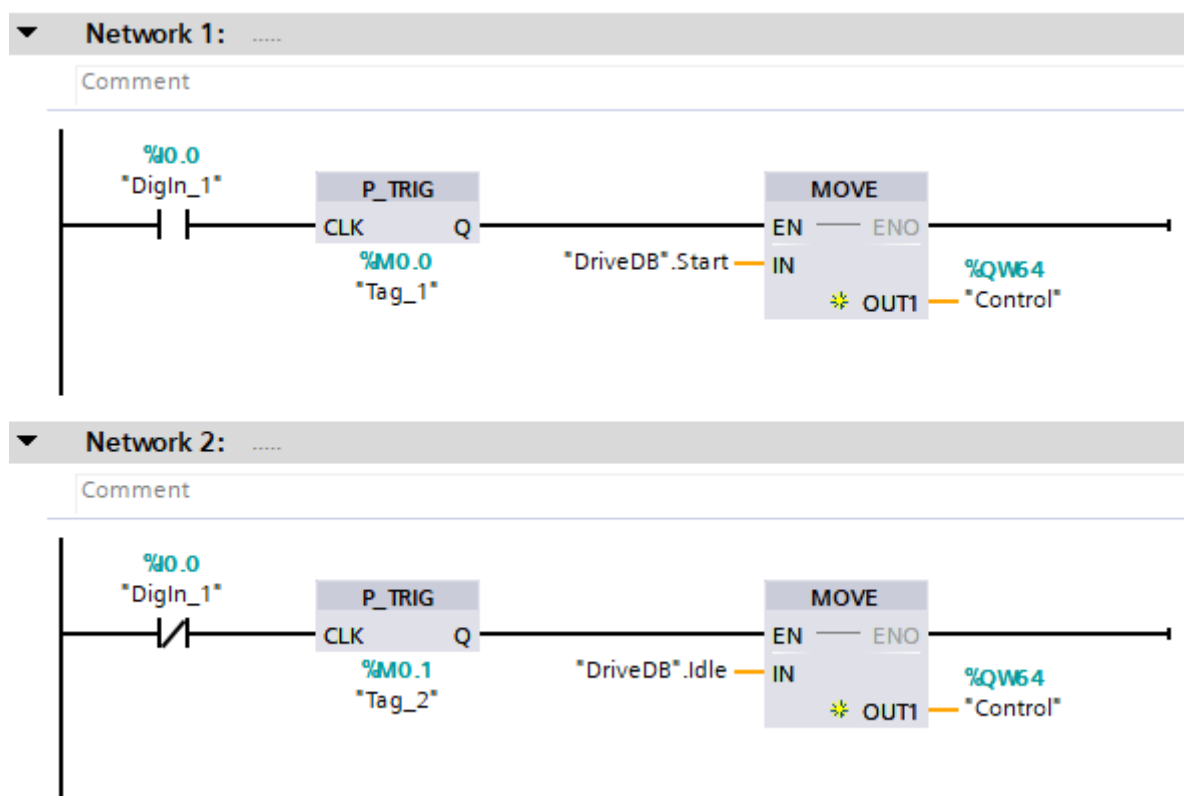 Network 1: .....
Comment
%I0.0
"DigIn_1"
P_TRIG
MOVE
CLK Q
EN ENO
%M0.0
"Tag_1"
"DriveDB".Start
IN
%QW64
"Control"
OUT1
Network 2: .....
Comment
%I0.0
"DigIn_1"
P_TRIG
MOVE
CLK Q
EN ENO
%M0.1
"Tag_2"
"DriveDB".Idle
IN
%QW64
"Control"
OUT1